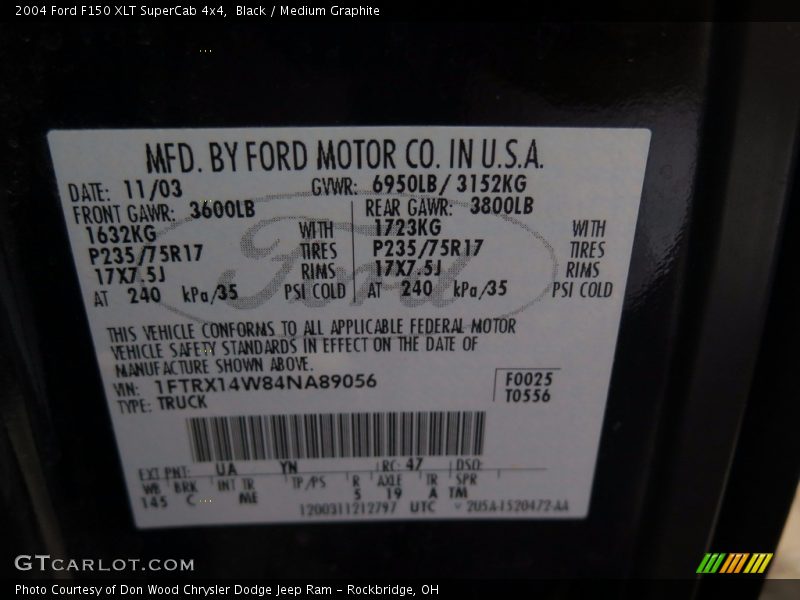 2004 Ford F150 XLT SuperCab 4x4, Black / Medium Graphite
MFD. BY FORD MOTOR CO. IN U.S.A.
DATE: 11/03 GVWR: 6950LB / 3152KG
FRONT GAWR: 3600LB REAR GAWR: 3800LB
1632KG WITH 1723KG WITH
P235/75R17 TIRES P235/75R17 TIRES
17X7.5J RIMS 17X7.5J RIMS
AT 240 kPa/35 PSI COLD AT 240 kPa/35 PSI COLD
Ford
THIS VEHICLE CONFORMS TO ALL APPLICABLE FEDERAL MOTOR
VEHICLE SAFETY STANDARDS IN EFFECT ON THE DATE OF
MANUFACTURE SHOWN ABOVE.
VIN: 1FTRX14W84NA89056 F0025
TYPE: TRUCK T0556
EXT PNT: UA YN RC: 47 DSO:
WB BRK INT TR TP/PS R AXLE TR SPR
145 C ME 5 19 A TM
1200311212797 UTC 2U5A-1520472-AA
GTCARLOT.COM
Photo Courtesy of Don Wood Chrysler Dodge Jeep Ram - Rockbridge, OH